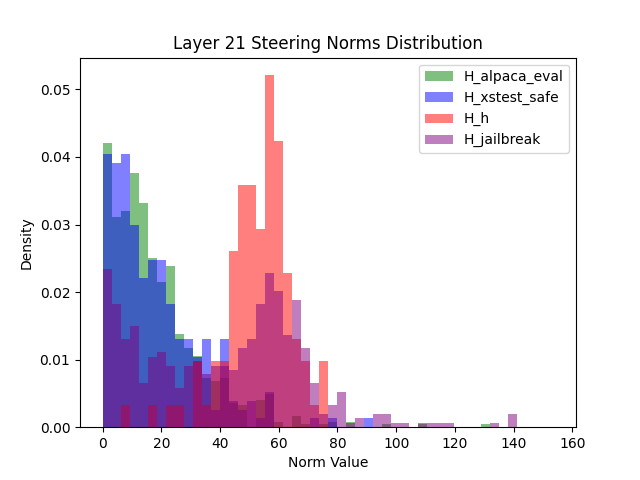 Layer 21 Steering Norms Distribution
H_alpaca_eval
H_xstest_safe
H_h
H_jailbreak
0.05
0.04
0.03
0.02
0.01
0.00
Density
0 20 40 60 80 100 120 140 160
Norm Value